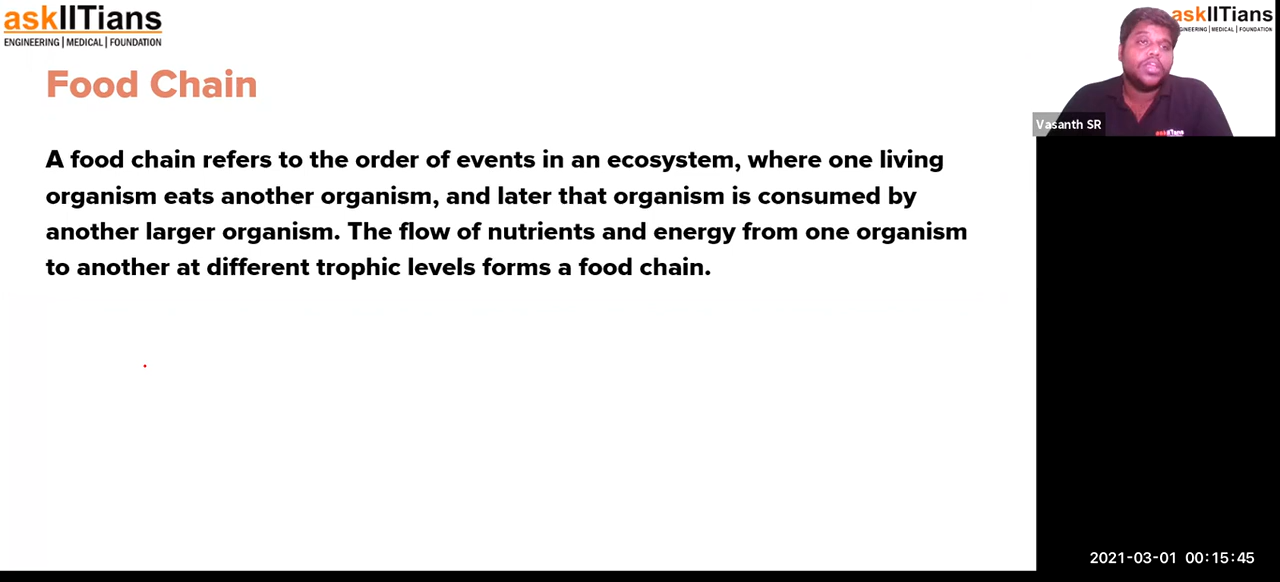 askIITians
ENGINEERING | MEDICAL | FOUNDATION
askIITians
ENGINEERING | MEDICAL | FOUNDATION
Food Chain
Vasanth SR
A food chain refers to the order of events in an ecosystem, where one living
organism eats another organism, and later that organism is consumed by
another larger organism. The flow of nutrients and energy from one organism
to another at different trophic levels forms a food chain.
2021-03-01 00:15:45